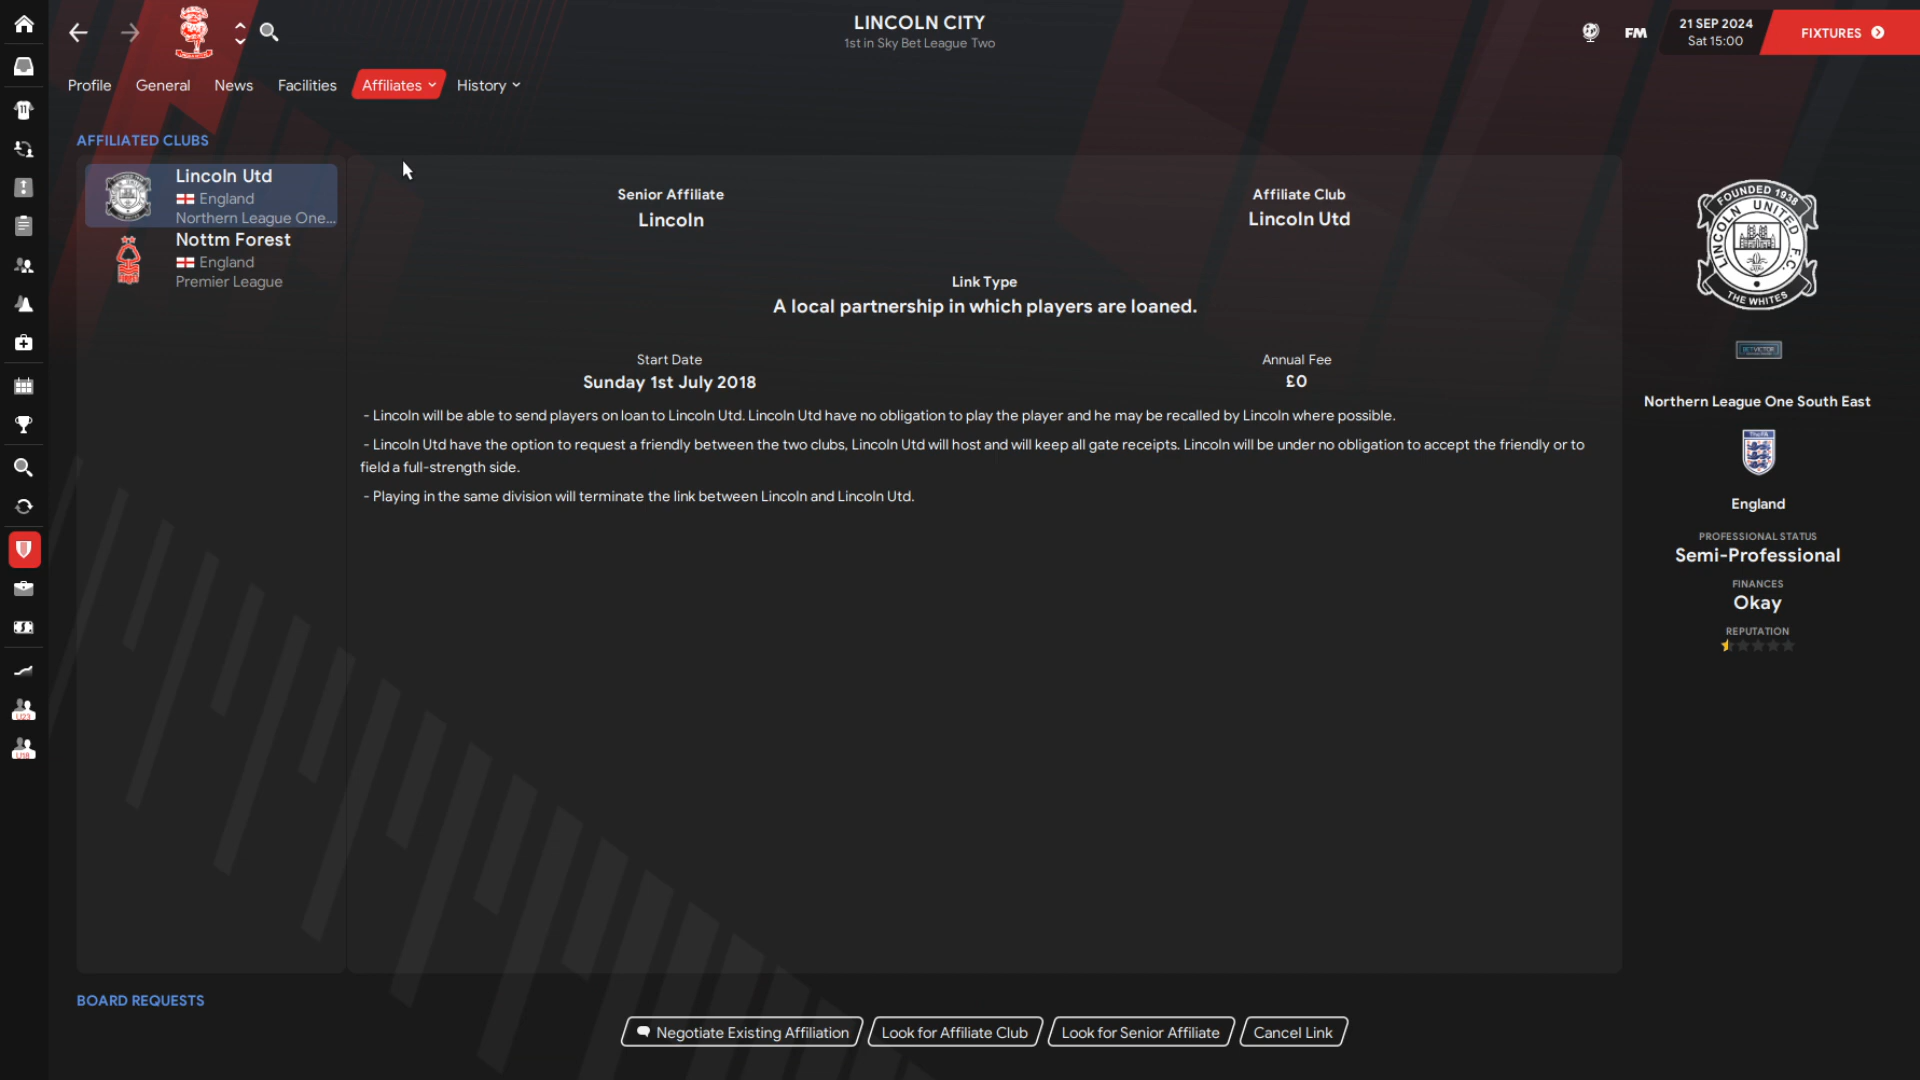 LINCOLN CITY
1st in Sky Bet League Two
FM
21 SEP 2024
Sat 15:00
FIXTURES
Profile
General
News
Facilities
Affiliates
History
AFFILIATED CLUBS
Lincoln Utd
England
Northern League One...
Nottm Forest
England
Premier League
Senior Affiliate
Lincoln
Affiliate Club
Lincoln Utd
Link Type
A local partnership in which players are loaned.
Start Date
Sunday 1st July 2018
Annual Fee
£0
- Lincoln will be able to send players on loan to Lincoln Utd. Lincoln Utd have no obligation to play the player and he may be recalled by Lincoln where possible.
- Lincoln Utd have the option to request a friendly between the two clubs, Lincoln Utd will host and will keep all gate receipts. Lincoln will be under no obligation to accept the friendly or to
field a full-strength side.
- Playing in the same division will terminate the link between Lincoln and Lincoln Utd.
FOUNDED 1938
LINCOLN UNITED F.C.
THE WHITES
BETVICTOR
Northern League One South East
England
PROFESSIONAL STATUS
Semi-Professional
FINANCES
Okay
REPUTATION
11
U23
U18
BOARD REQUESTS
Negotiate Existing Affiliation
Look for Affiliate Club
Look for Senior Affiliate
Cancel Link